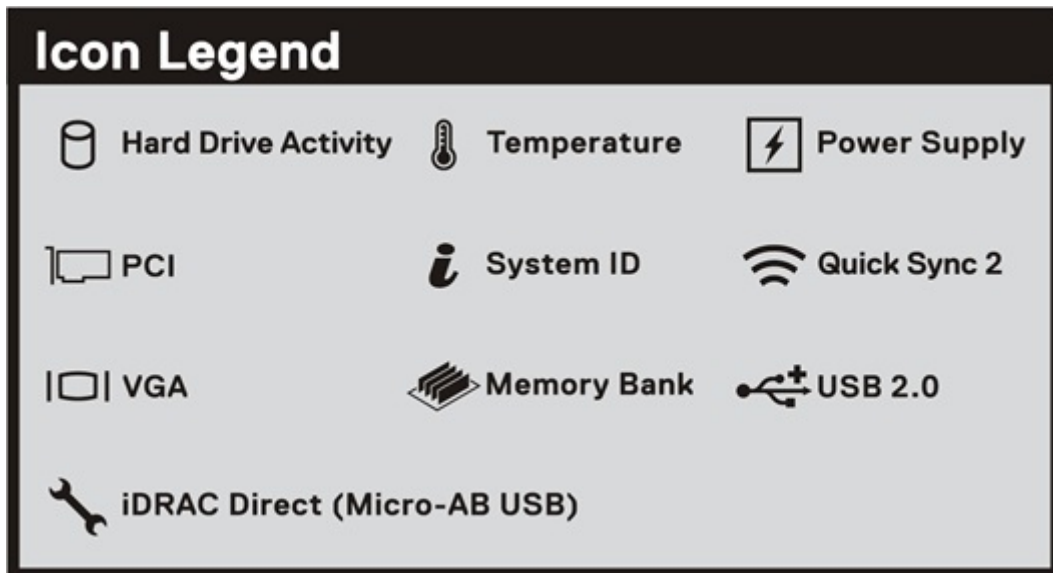 Icon Legend
Hard Drive Activity
Temperature
Power Supply
PCI
System ID
Quick Sync 2
VGA
Memory Bank
USB 2.0
iDRAC Direct (Micro-AB USB)